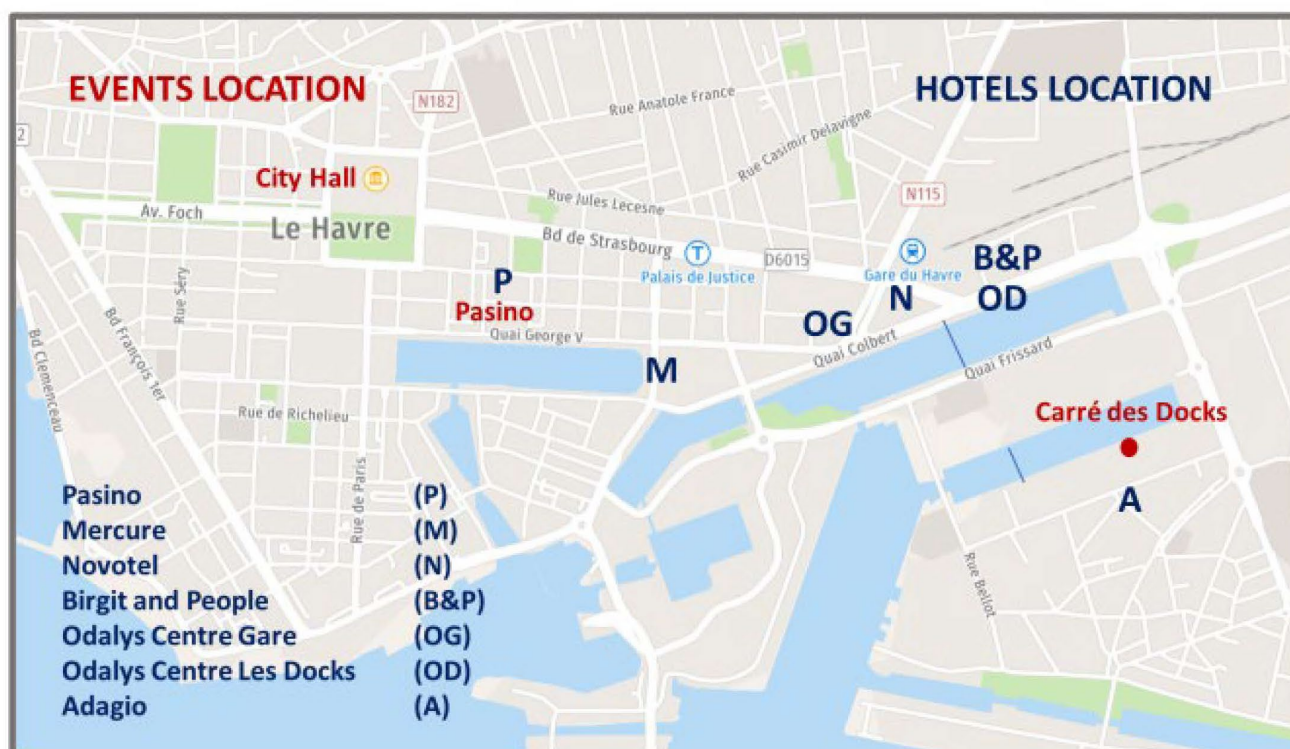 EVENTS LOCATION
HOTELS LOCATION
N182
Rue Anatole France
Rue Casimir Delavigne
2
City Hall
Rue Jules Lecesne
N115
Av. Foch
Le Havre
Bd de Strasbourg
T
Palais de Justice
D6015
Gare du Havre
B&P
P
N
OD
Rue Séry
Pasino
OG
Quai George V
Quai Colbert
Quai Frissard
M
Bd Clemenceau
Bd François 1er
Rue de Richelieu
Carré des Docks
A
Rue de Paris
Rue Bellot
Pasino (P)
Mercure (M)
Novotel (N)
Birgit and People (B&P)
Odalys Centre Gare (OG)
Odalys Centre Les Docks (OD)
Adagio (A)